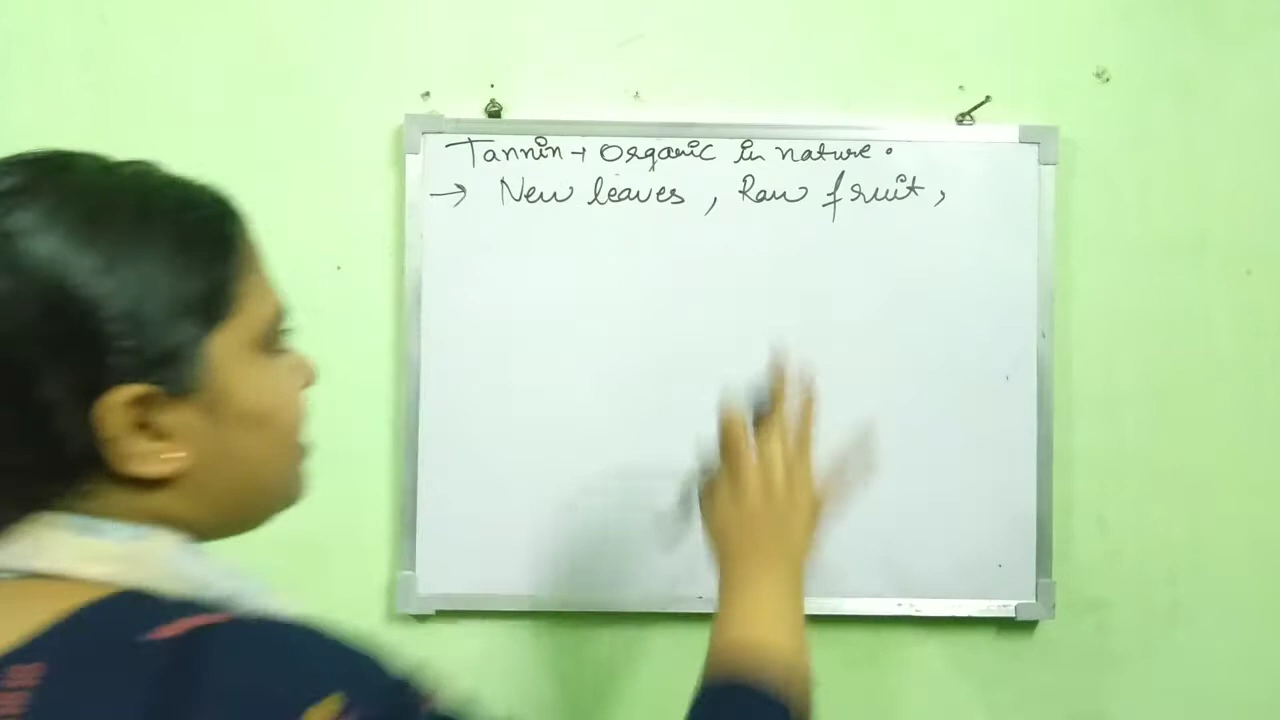 Tannin → Organic in nature.
→ New leaves, Raw fruit,